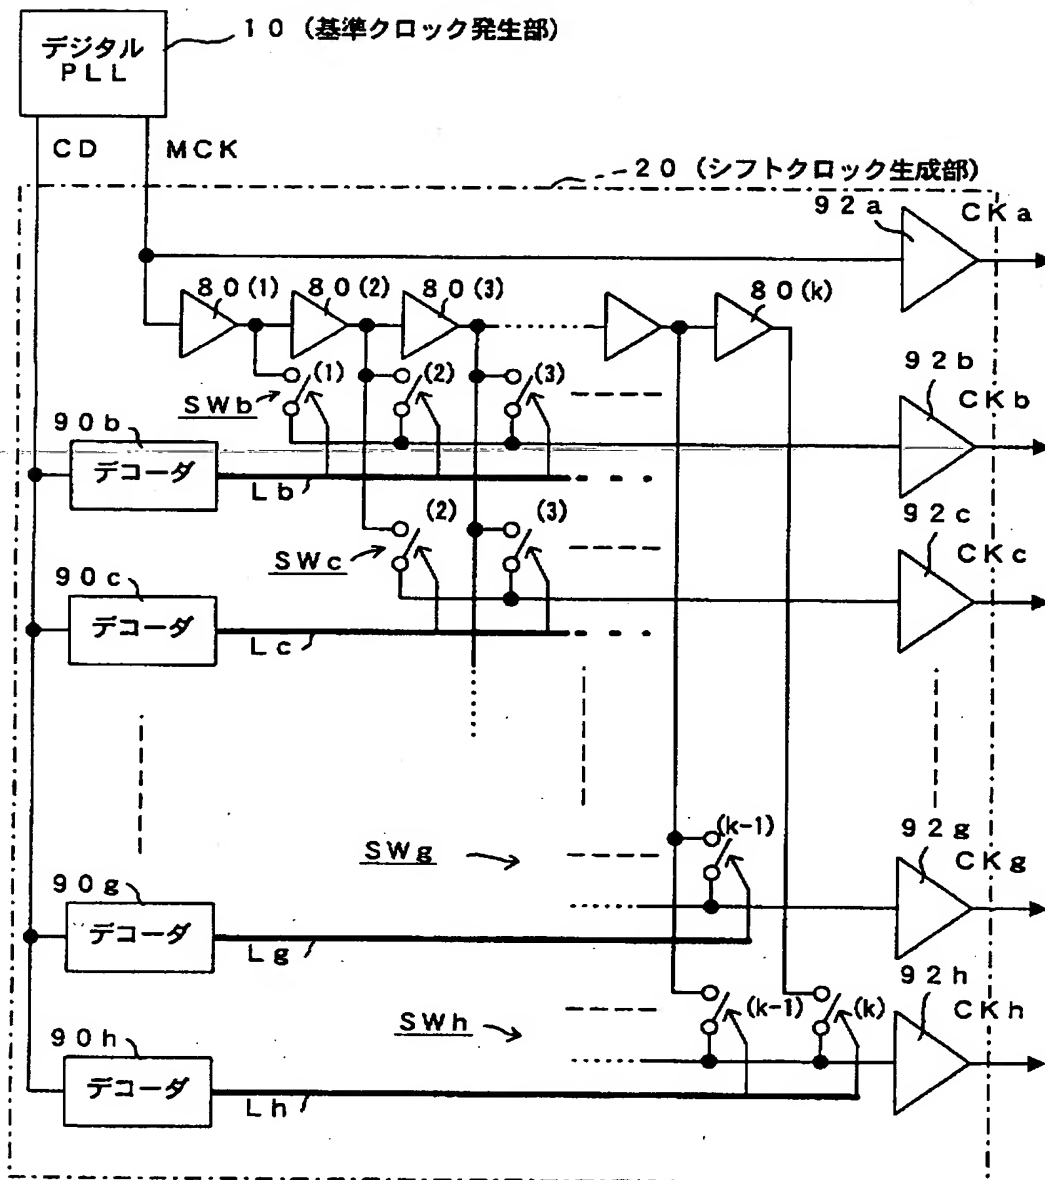 デジタル
PLL
10 (基準クロック発生部)
CD
MCK
20 (シフトクロック生成部)
92a
CKa
80(1)
80(2)
80(3)
80(k)
(1)
(2)
(3)
SWb
92b
CKb
90b
デコーダ
Lb
(2)
(3)
SWc
92c
CKc
90c
デコーダ
Lc
(k-1)
SWg
92g
CKg
90g
デコーダ
Lg
(k-1)
(k)
SWh
92h
CKh
90h
デコーダ
Lh